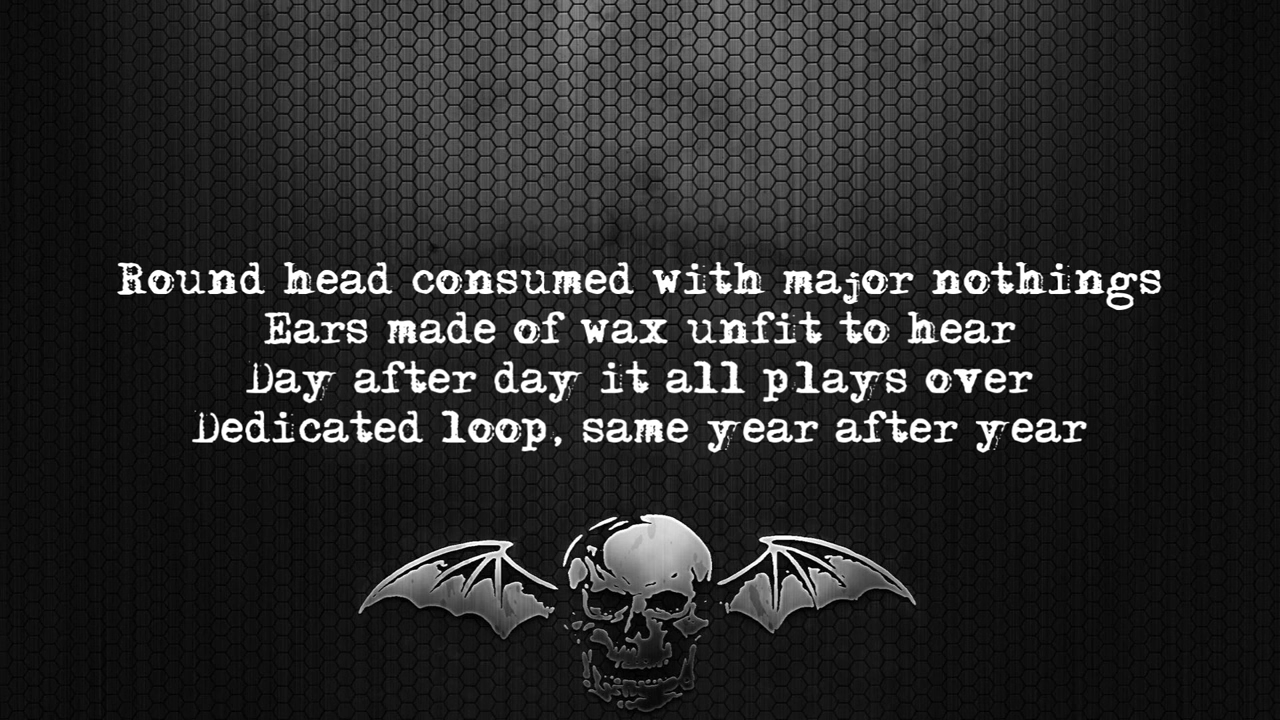 Round head consumed with major nothings
Ears made of wax unfit to hear
Day after day it all plays over
Dedicated loop, same year after year